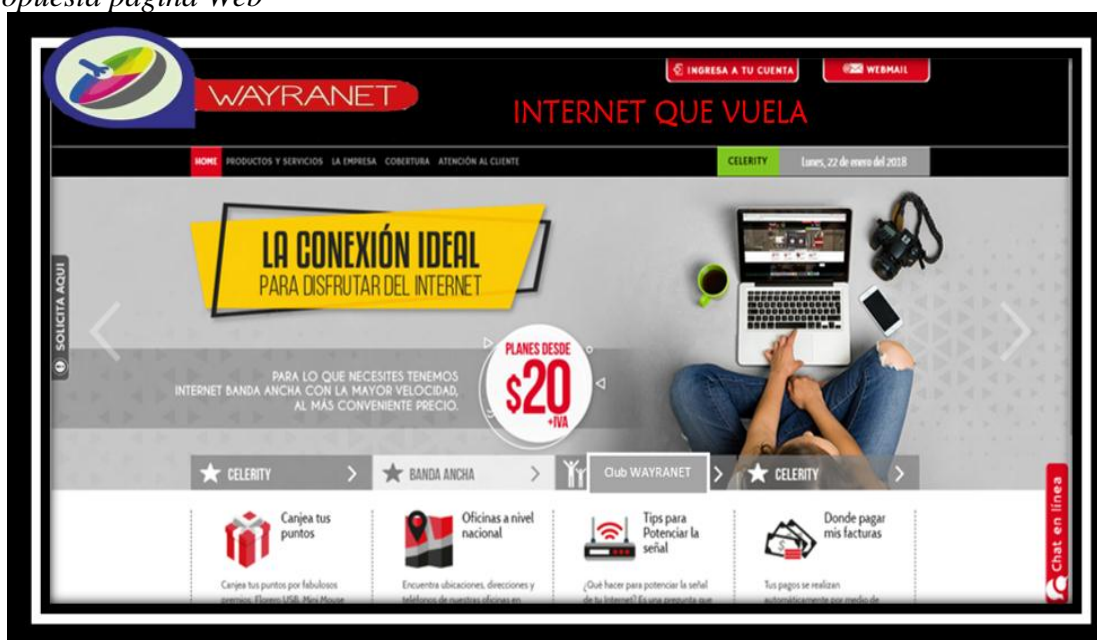 opuesta página Web
WAYRANET
INGRESA A TU CUENTA
WEBMAIL
INTERNET QUE VUELA
HOME PRODUCTOS Y SERVICIOS LA EMPRESA COBERTURA ATENCIÓN AL CLIENTE
CELERITY
Lunes, 22 de enero del 2018
SOLICITA AQUI
LA CONEXIÓN IDEAL
PARA DISFRUTAR DEL INTERNET
PARA LO QUE NECESITES TENEMOS
INTERNET BANDA ANCHA CON LA MAYOR VELOCIDAD,
AL MÁS CONVENIENTE PRECIO.
PLANES DESDE
$20
+IVA
CELERITY
BANDA ANCHA
Club WAYRANET
CELERITY
Canjea tus
puntos
Canjea tus puntos por fabulosos
premios: Florero USB, Mini Mouse
Oficinas a nivel
nacional
Encuentra ubicaciones, direcciones y
teléfonos de nuestras oficinas en
Tips para
Potenciar la
señal
¿Qué hacer para potenciar la señal
de tu Internet? Es una pregunta que
Donde pagar
mis facturas
Tus pagos se realizan
automáticamente por medio de
Chat en línea